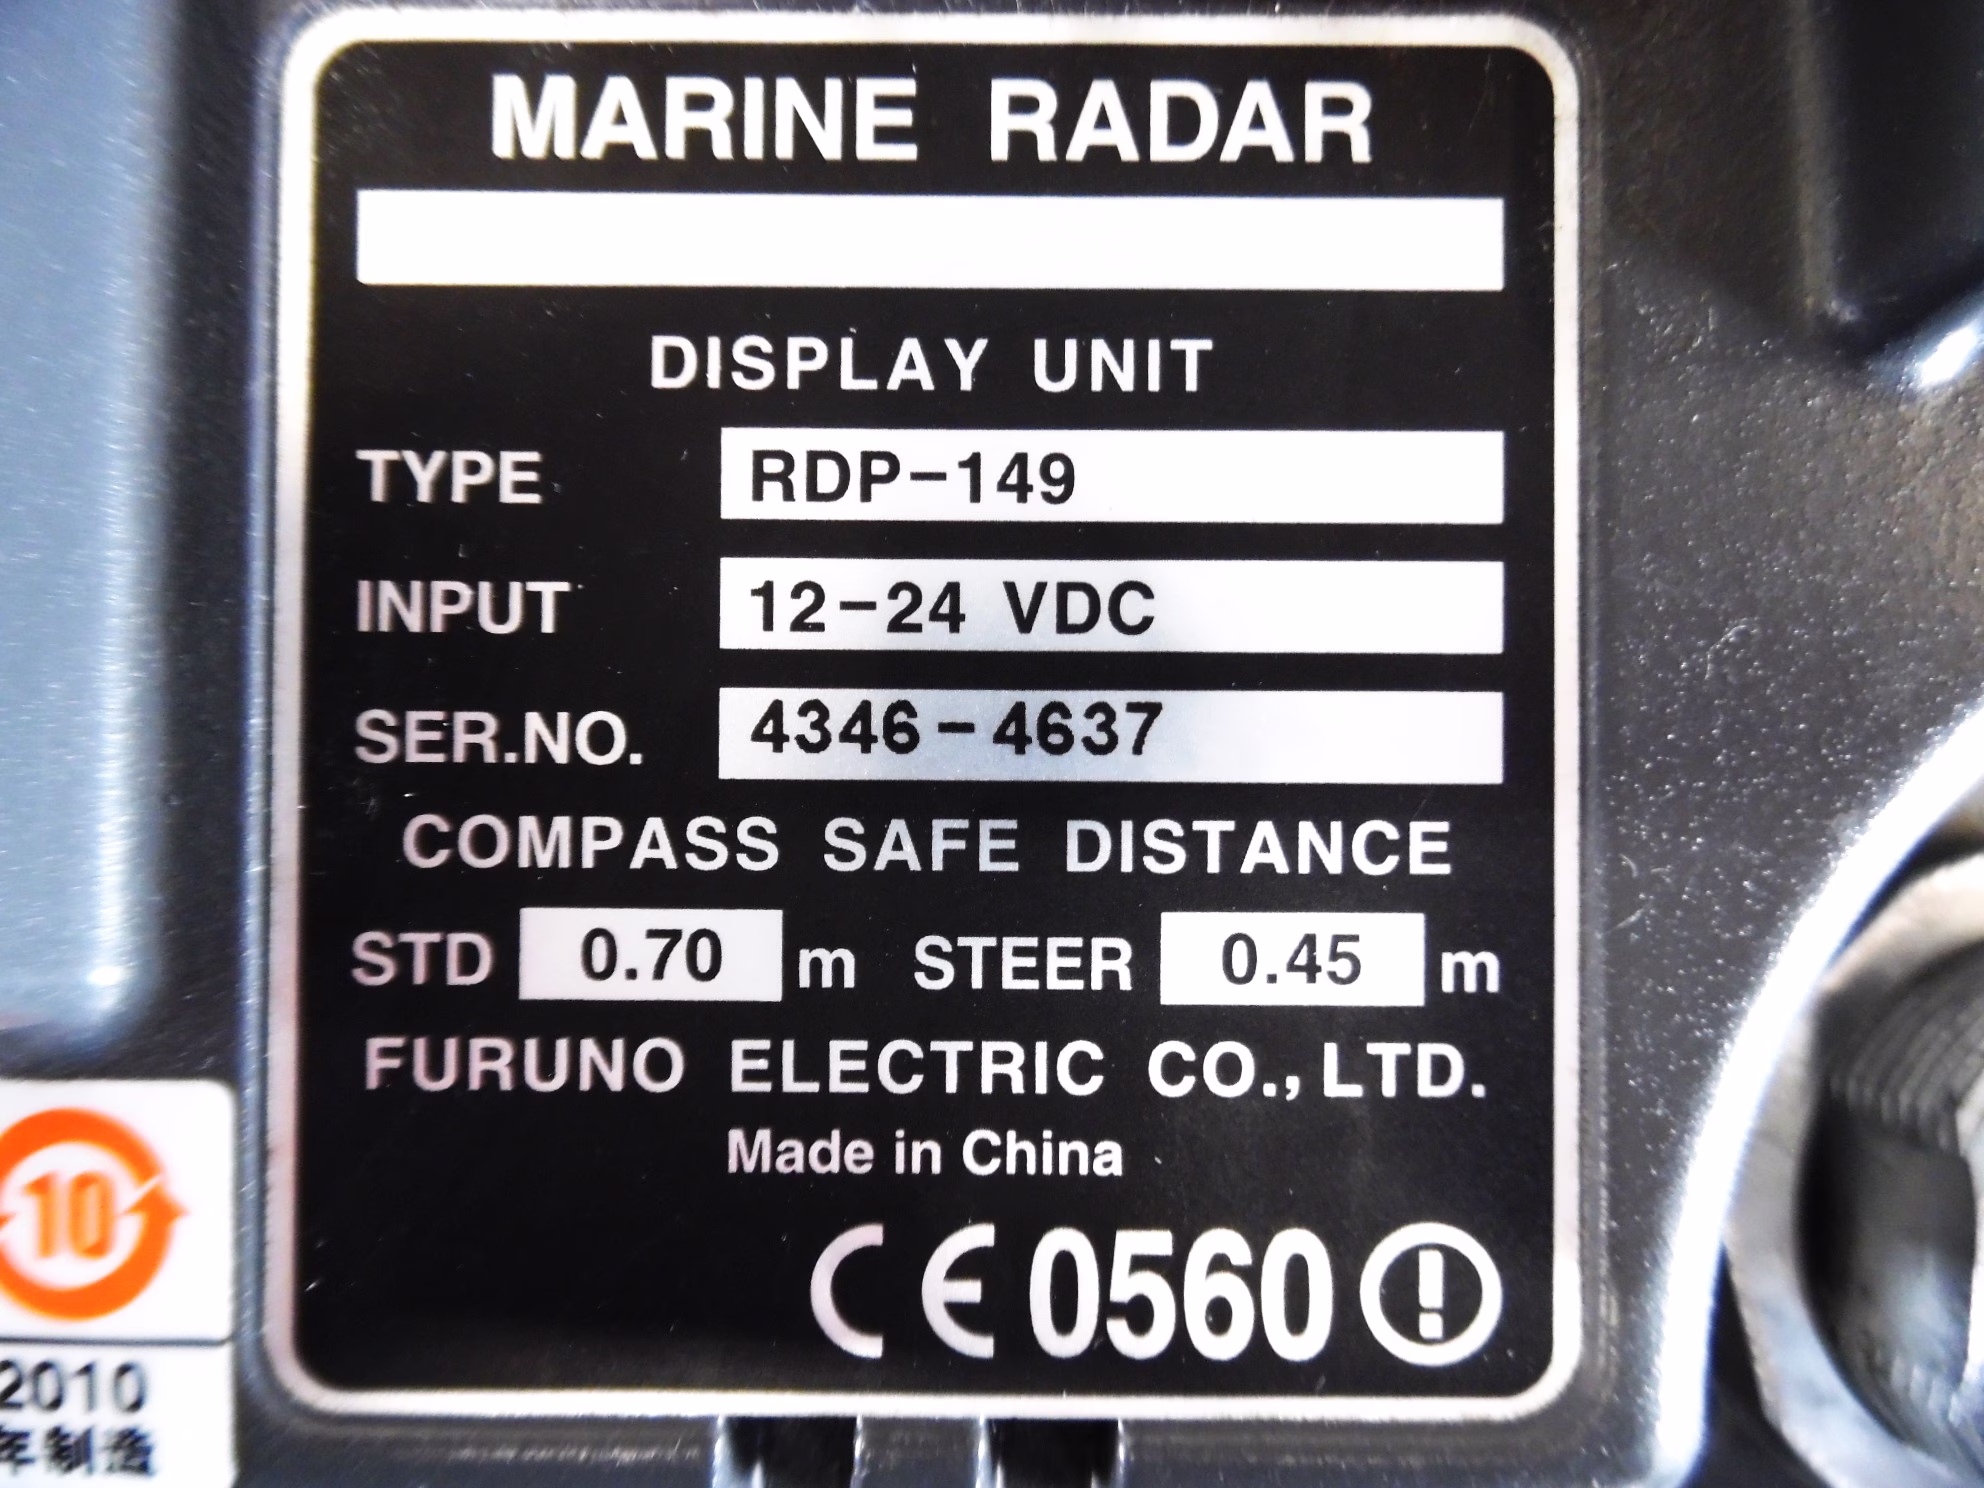 MARINE RADAR
DISPLAY UNIT
TYPE RDP-149
INPUT 12-24 VDC
SER.NO. 4346-4637
COMPASS SAFE DISTANCE
STD 0.70 m STEER 0.45 m
FURUNO ELECTRIC CO., LTD.
Made in China
CE 0560
10
2010
年制造